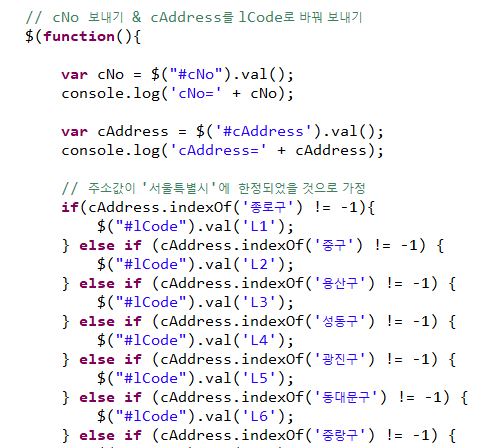 // cNo 보내기 & cAddress를 lCode로 바꿔 보내기
$(function(){
var cNo = $("#cNo").val();
console.log('cNo=' + cNo);
var cAddress = $('#cAddress').val();
console.log('cAddress=' + cAddress);
// 주소값이 '서울특별시'에 한정되었을 것으로 가정
if(cAddress.indexOf('종로구') != -1){
$("#lCode").val('L1');
} else if (cAddress.indexOf('중구') != -1) {
$("#lCode").val('L2');
} else if (cAddress.indexOf('용산구') != -1) {
$("#lCode").val('L3');
} else if (cAddress.indexOf('성동구') != -1) {
$("#lCode").val('L4');
} else if (cAddress.indexOf('광진구') != -1) {
$("#lCode").val('L5');
} else if (cAddress.indexOf('동대문구') != -1) {
$("#lCode").val('L6');
} else if (cAddress.indexOf('중랑구') != -1) {